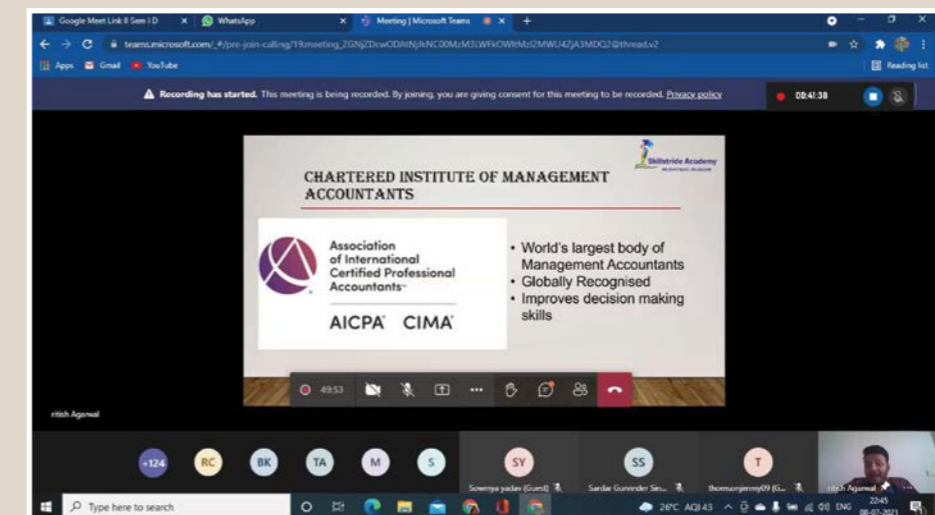 Google Meet Link II Sem I D
WhatsApp
Meeting | Microsoft Teams
Apps
Gmail
YouTube
Reading list
Recording has started. This meeting is being recorded. By joining, you are giving consent for this meeting to be recorded. Privacy policy
Skillstride Academy
CHARTERED INSTITUTE OF MANAGEMENT
ACCOUNTANTS
Association
of International
Certified Professional
Accountants
AICPA CIMA
• World's largest body of
Management Accountants
• Globally Recognised
• Improves decision making
skills
49:53
ritish Agarwal
+124
RC
BK
TA
M
S
SY
SS
T
Sowmya yadav (Guest)
Sardar Gurvinder Sin...
thomsonjimmy09 (G...
ritish Agarwal
Type here to search
26°C AQI 43
ENG
22:45
08-07-2021